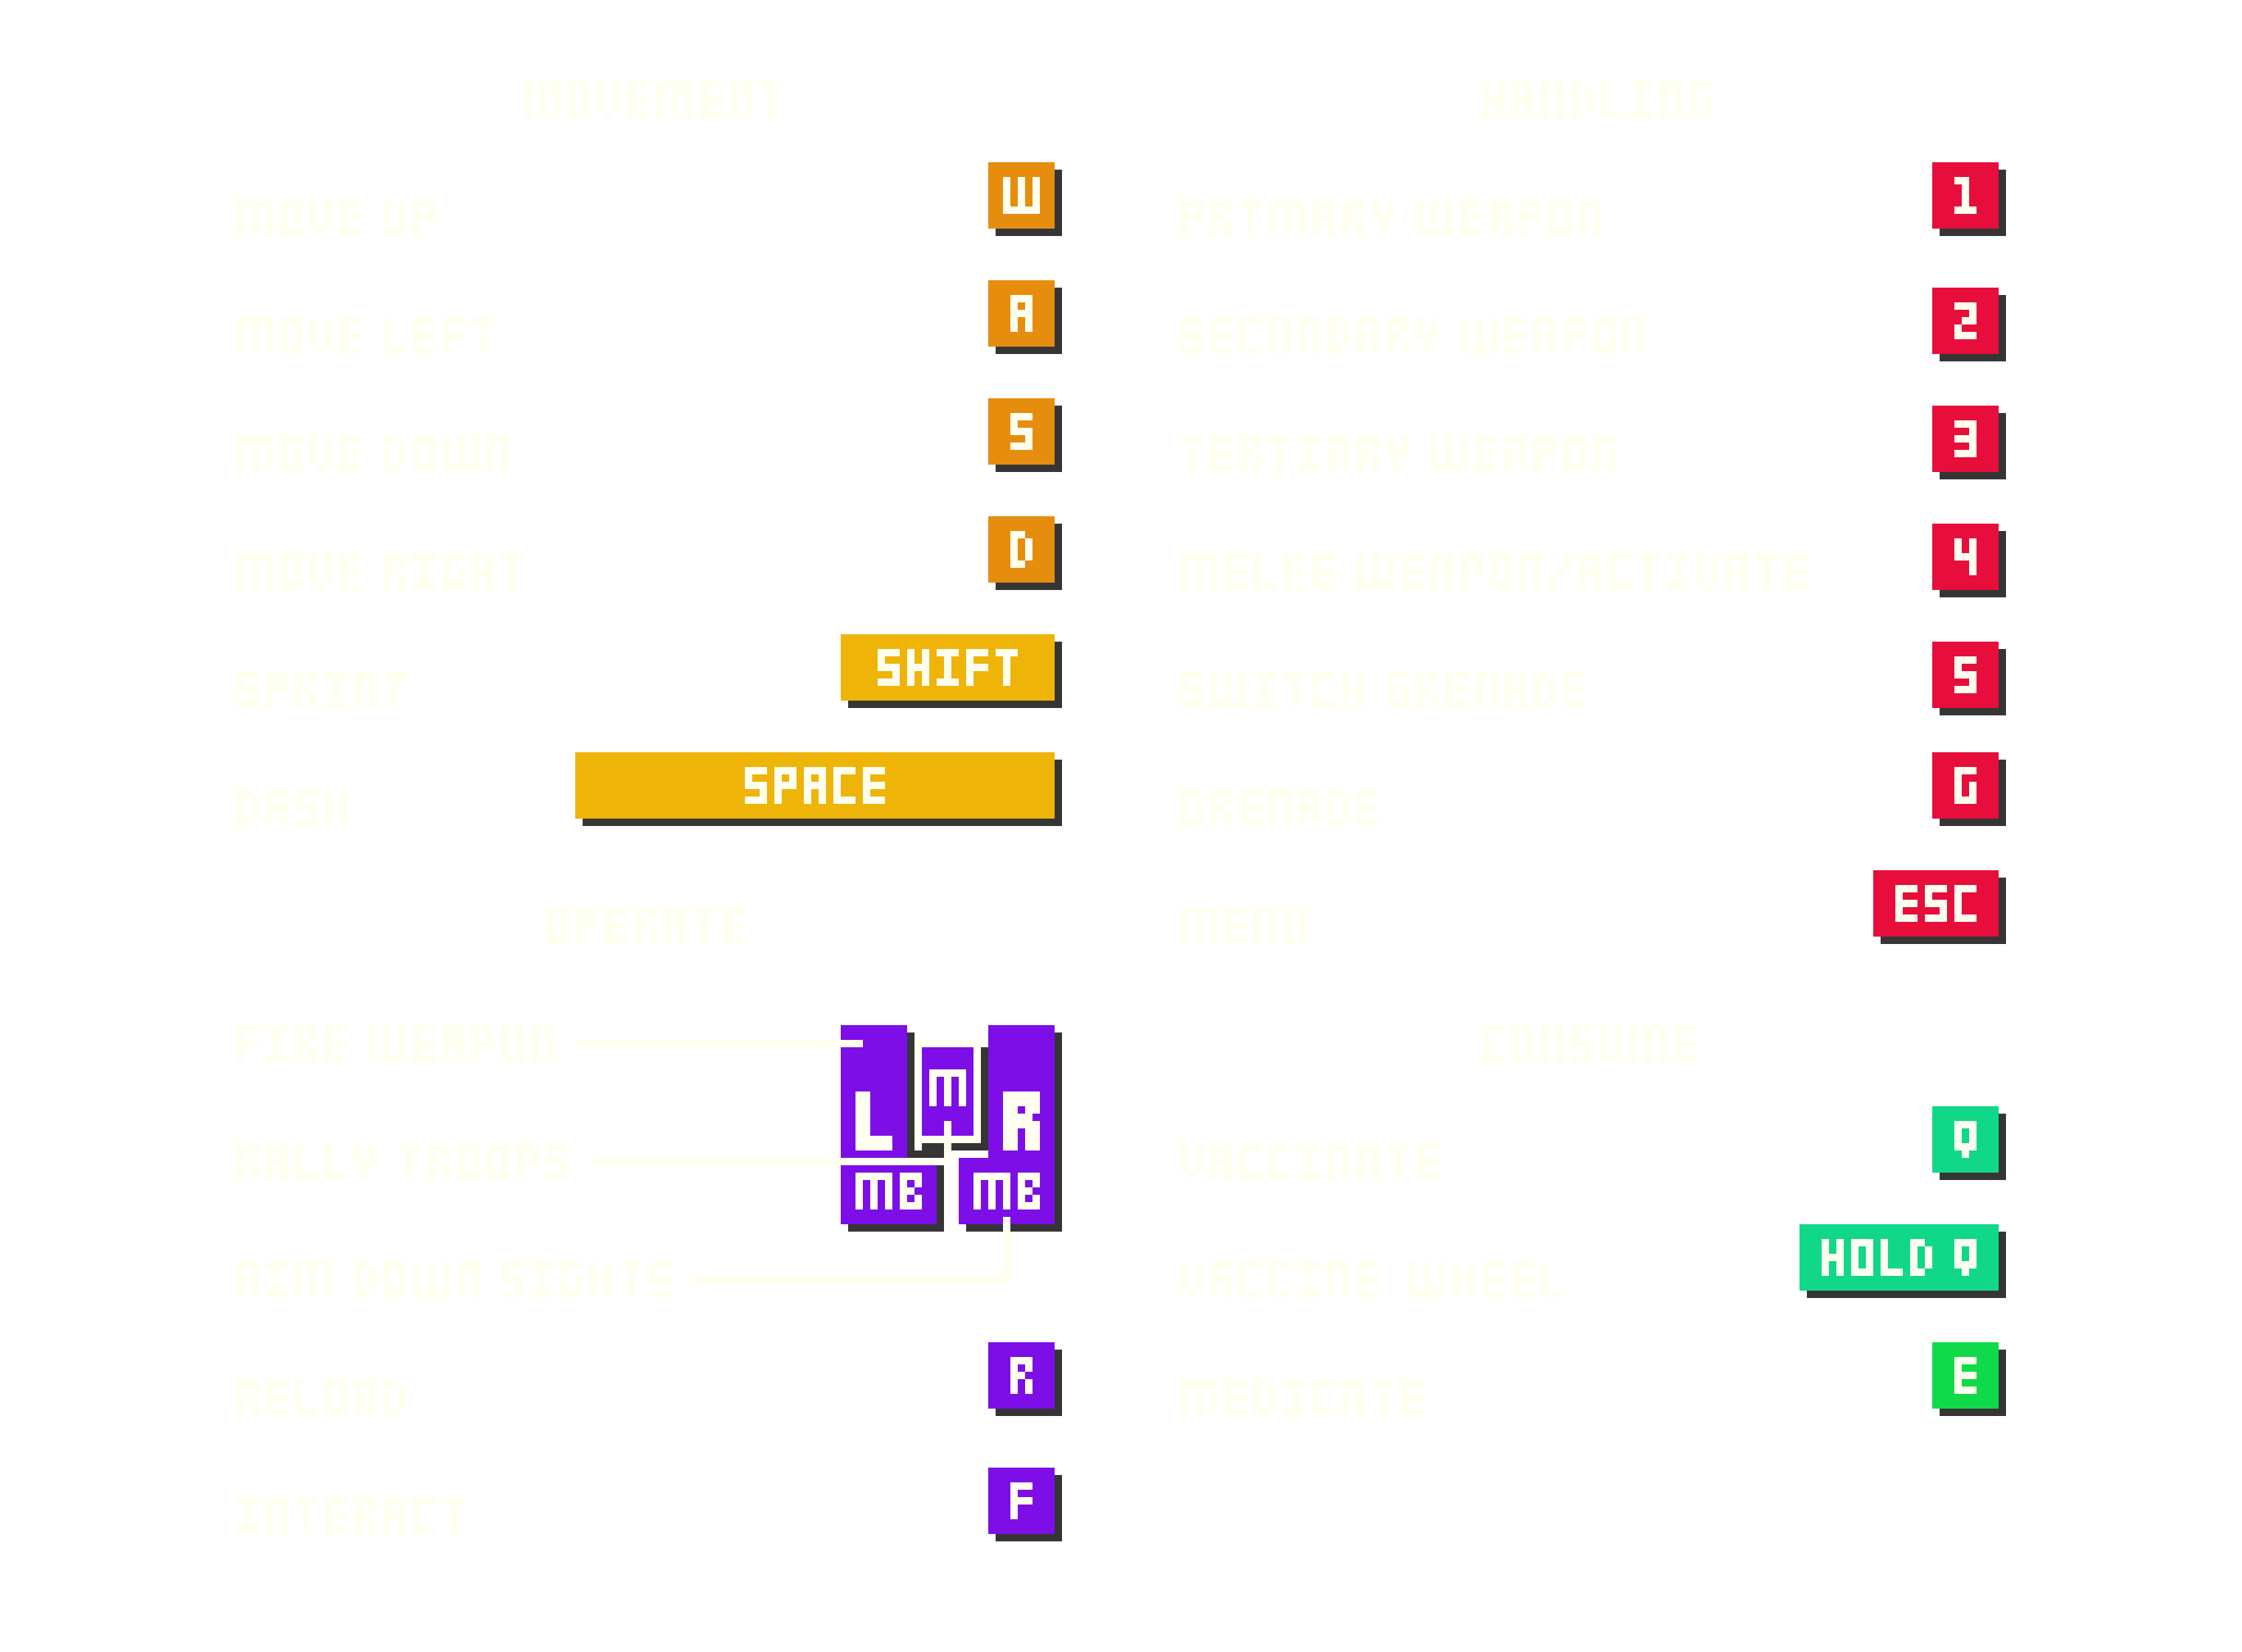 MOVEMENT
MOVE UP W
MOVE LEFT A
MOVE DOWN S
MOVE RIGHT D
SPRINT SHIFT
DASH SPACE
OPERATE
FIRE WEAPON
L M R
RALLY TROOPS
MB MB
AIM DOWN SIGHTS
RELOAD R
INTERACT F
HANDLING
PRTMARY WEAPON 1
SECONDARY WEAPON 2
TERTIARY WEAPON 3
MELEE WEAPON/ACTIVATE 4
SWITCH GRENADE 5
GRENADE G
MENU ESC
CONSUME
VACCINATE Q
VACCINE WHEEL HOLD Q
MEDICATE E